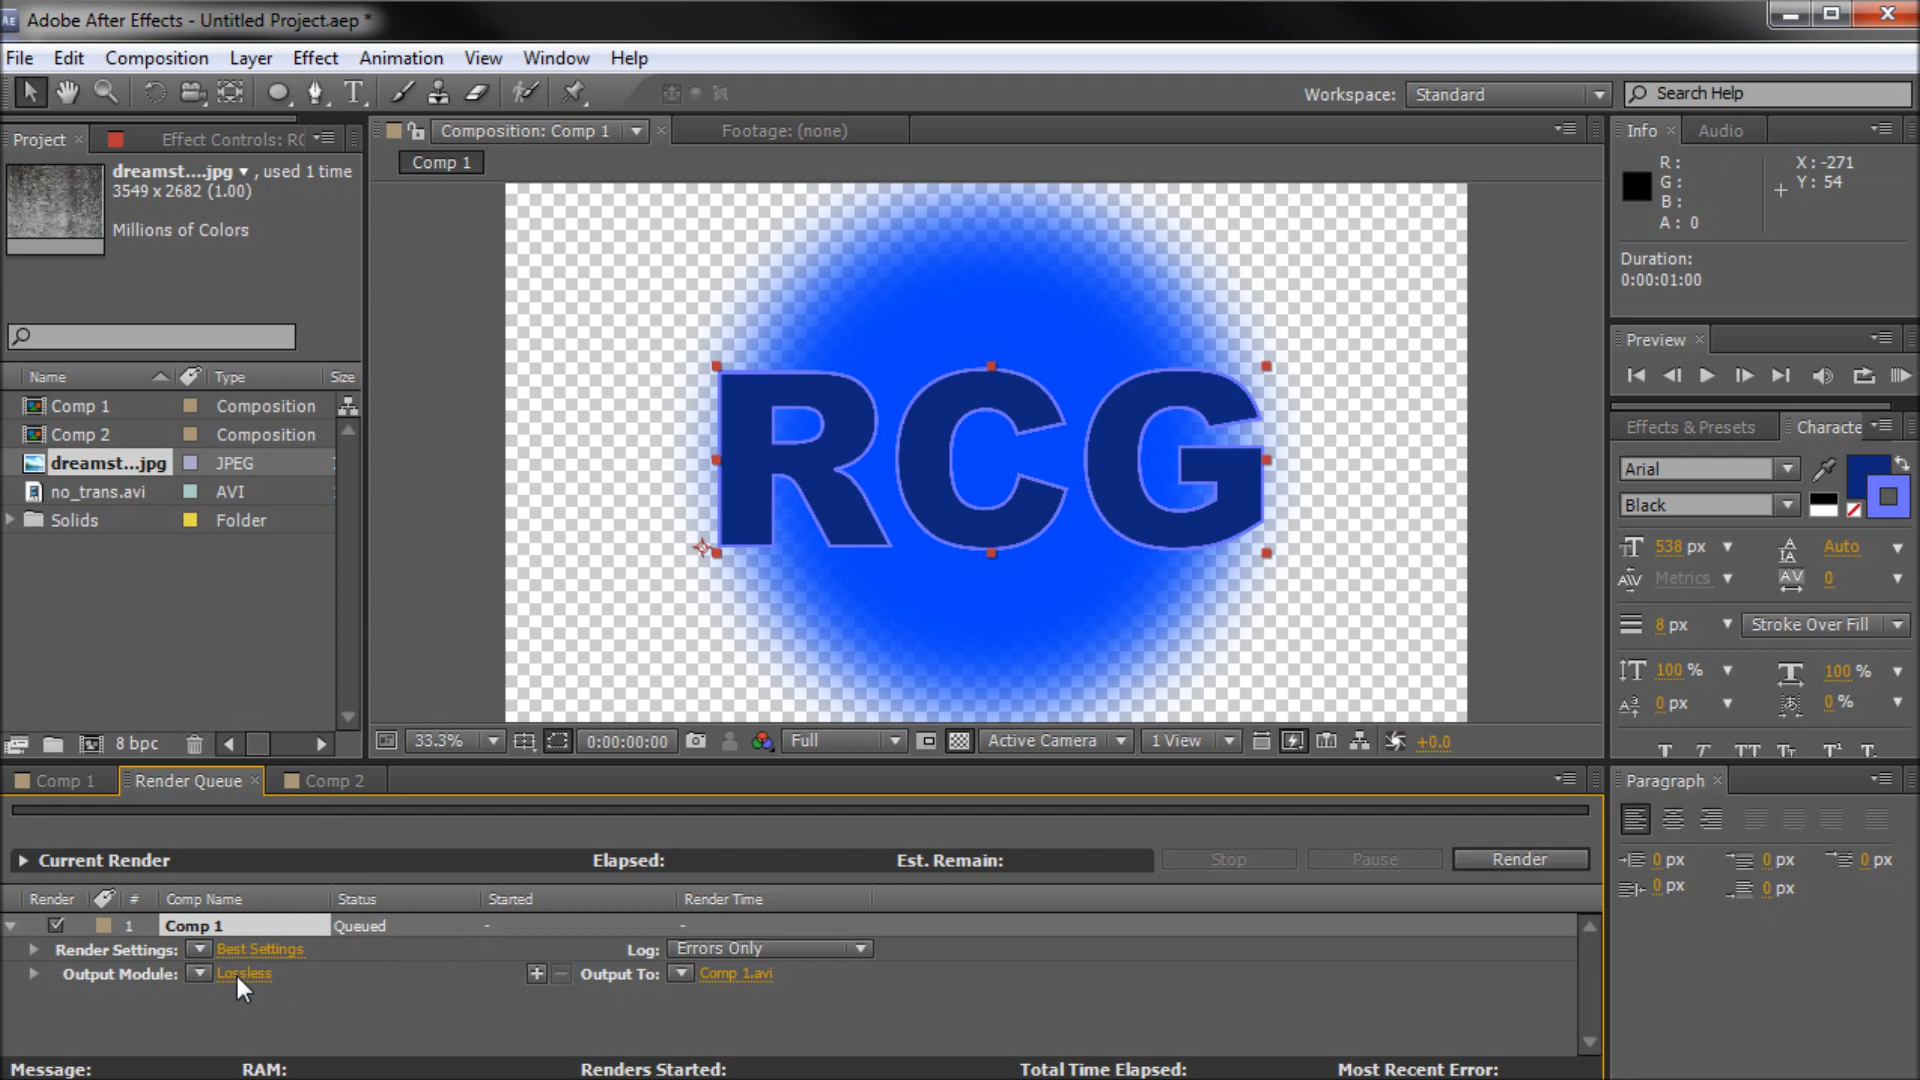 Adobe After Effects - Untitled Project.aep *
File Edit Composition Layer Effect Animation View Window Help
Workspace: Standard Search Help
Project Effect Controls: RC
dreamst....jpg , used 1 time
3549 x 2682 (1.00)
Millions of Colors
Name Type Size
Comp 1 Composition
Comp 2 Composition
dreamst...jpg JPEG
no_trans.avi AVI
Solids Folder
8 bpc
Composition: Comp 1 Footage: (none)
Comp 1
RCG
33.3% 0:00:00:00 Full Active Camera 1 View +0.0
Info Audio
R :
G :
B :
A : 0
X : -271
Y : 54
Duration:
0:00:01:00
Preview
Effects & Presets Characte
Arial
Black
538 px Auto
Metrics 0
8 px Stroke Over Fill
100 % 100 %
0 px 0 %
T T TT Tт T¹ T.
Comp 1 Render Queue Comp 2
Current Render Elapsed: Est. Remain: Stop Pause Render
Render # Comp Name Status Started Render Time
1 Comp 1 Queued - -
Render Settings: Best Settings Log: Errors Only
Output Module: Lossless Output To: Comp 1.avi
Message: RAM: Renders Started: Total Time Elapsed: Most Recent Error:
Paragraph
0 px 0 px 0 px
0 px 0 px